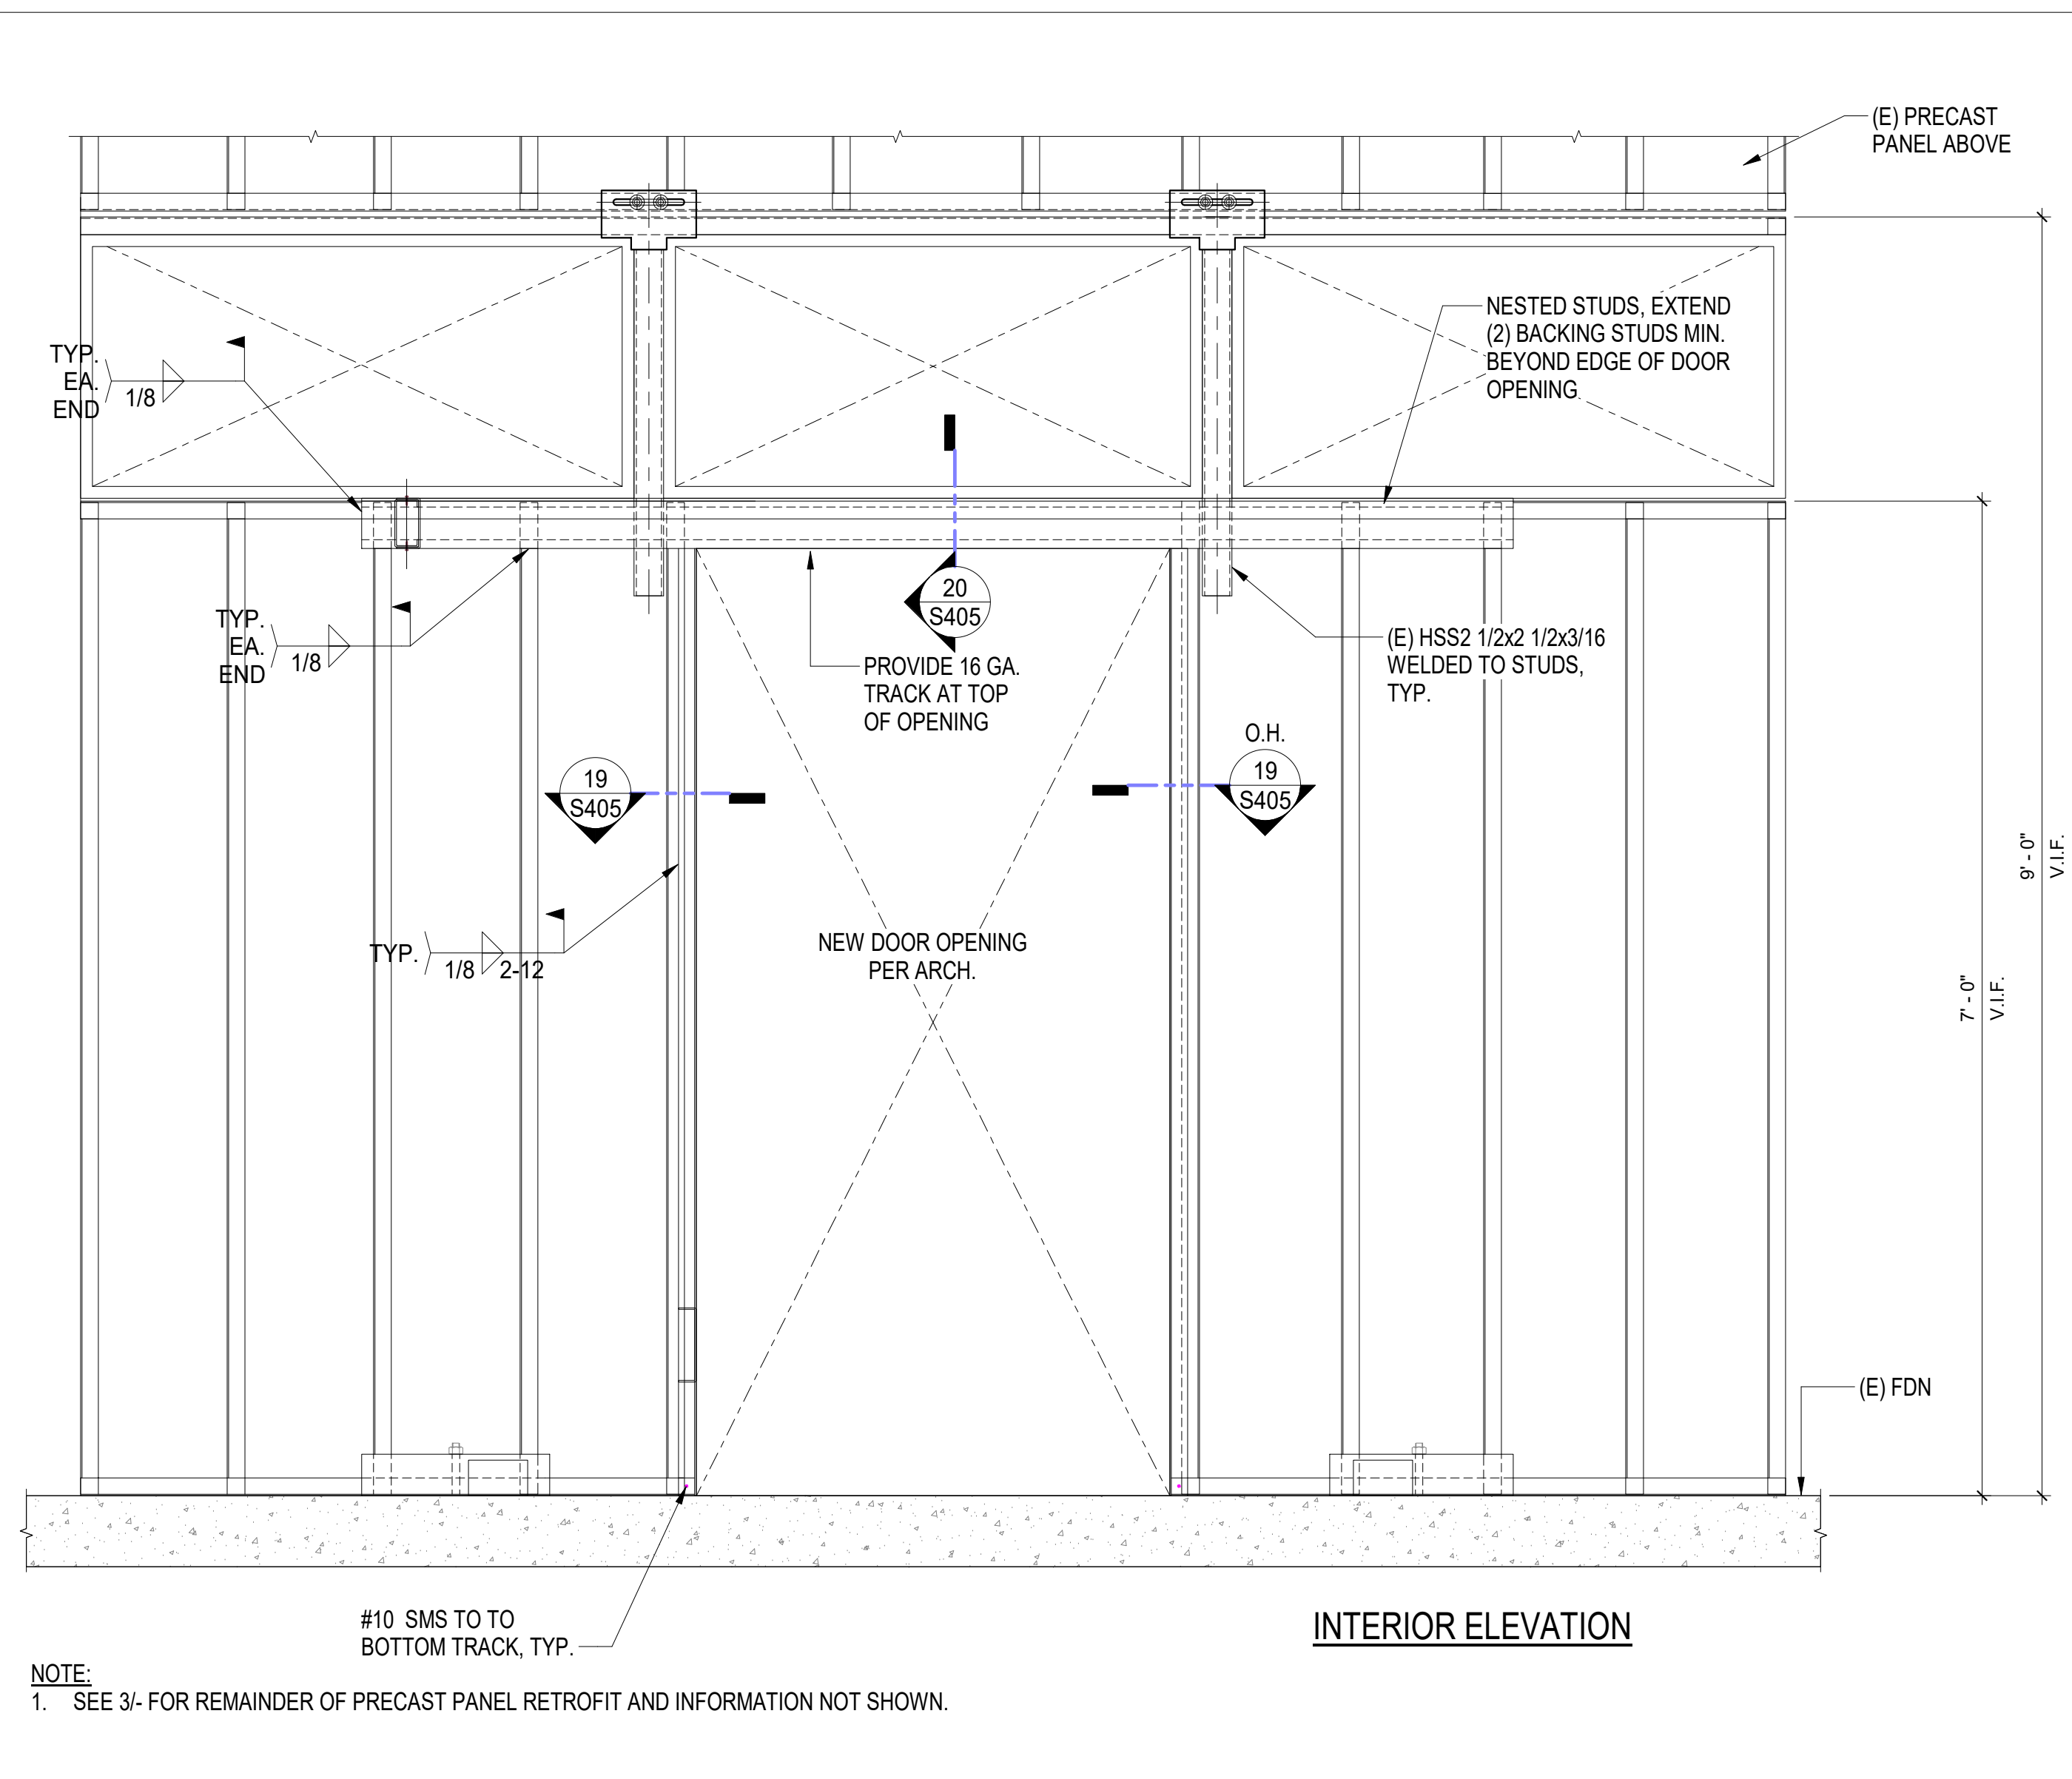 (E) PRECAST
PANEL ABOVE
NESTED STUDS, EXTEND
(2) BACKING STUDS MIN.
BEYOND EDGE OF DOOR
OPENING
TYP.
EA.
END
1/8
TYP.
EA.
END
1/8
20
S405
PROVIDE 16 GA.
TRACK AT TOP
OF OPENING
(E) HSS2 1/2x2 1/2x3/16
WELDED TO STUDS,
TYP.
19
S405
O.H.
19
S405
TYP.
1/8
2-12
NEW DOOR OPENING
PER ARCH.
9' - 0"
V.I.F.
7' - 0"
V.I.F.
(E) FDN
#10 SMS TO TO
BOTTOM TRACK, TYP.
INTERIOR ELEVATION
NOTE:
1. SEE 3/- FOR REMAINDER OF PRECAST PANEL RETROFIT AND INFORMATION NOT SHOWN.